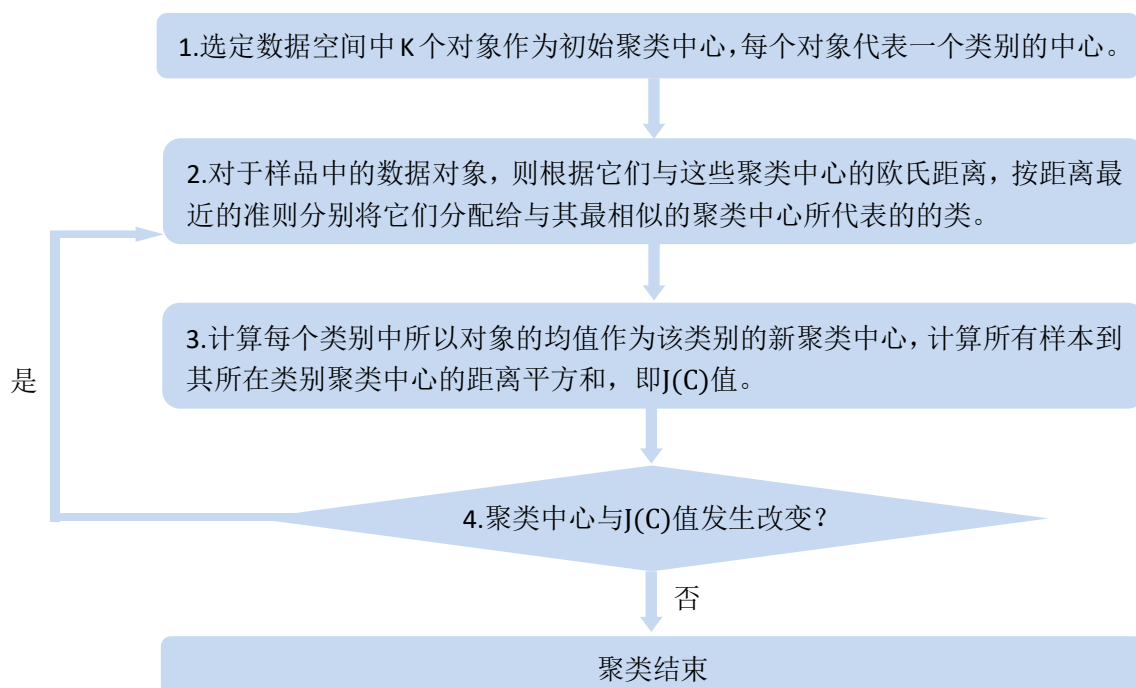 1.选定数据空间中K个对象作为初始聚类中心,每个对象代表一个类别的中心。
2.对于样品中的数据对象，则根据它们与这些聚类中心的欧氏距离，按距离最
近的准则分别将它们分配给与其最相似的聚类中心所代表的的类。
3.计算每个类别中所以对象的均值作为该类别的新聚类中心，计算所有样本到
其所在类别聚类中心的距离平方和，即J(C)值。
是
4.聚类中心与J(C)值发生改变？
否
聚类结束